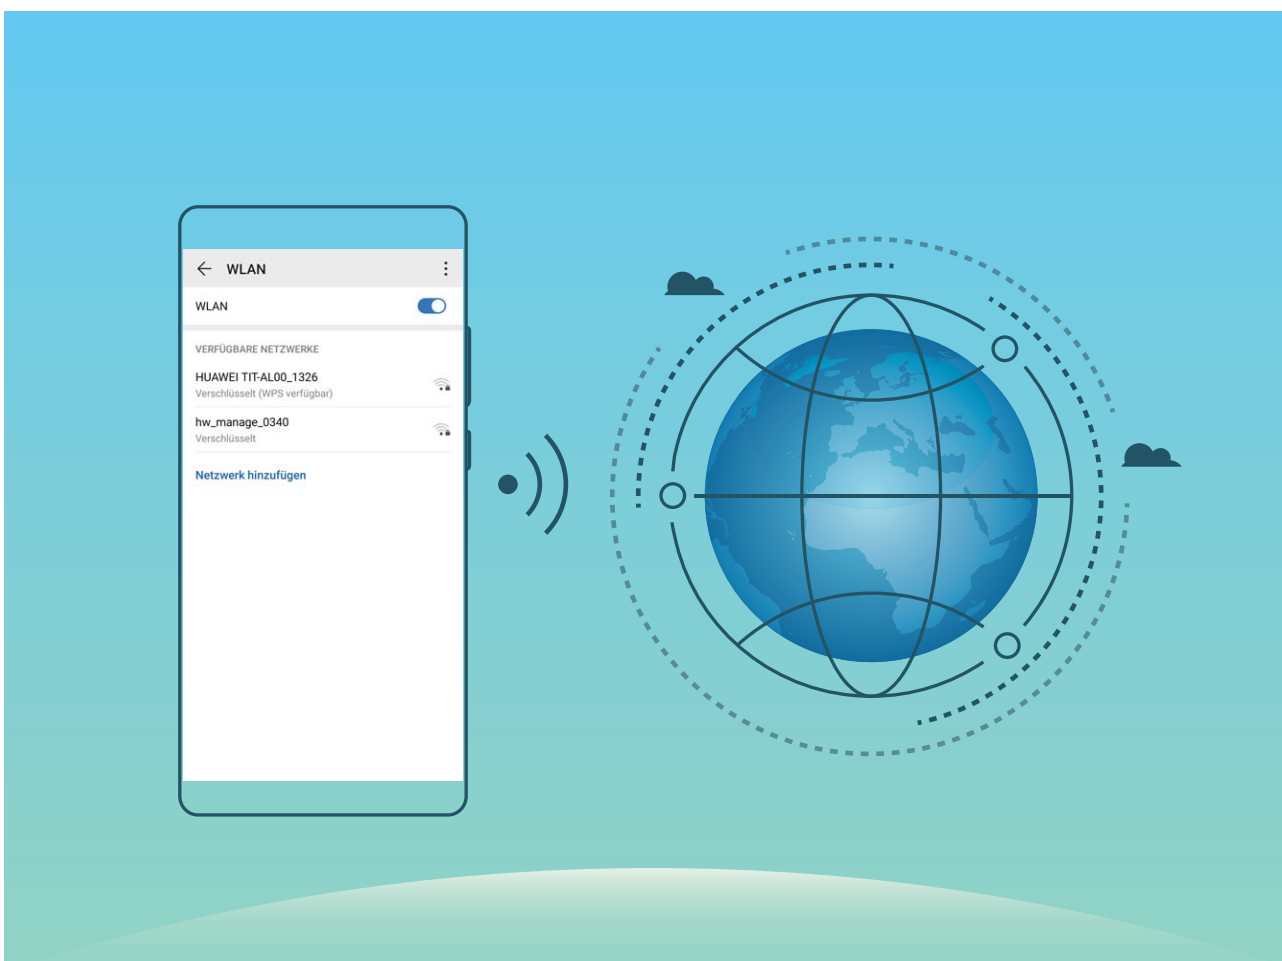 WLAN
WLAN
VERFÜGBARE NETZWERKE
HUAWEI TIT-AL00_1326
Verschlüsselt (WPS verfügbar)
hw_manage_0340
Verschlüsselt
Netzwerk hinzufügen